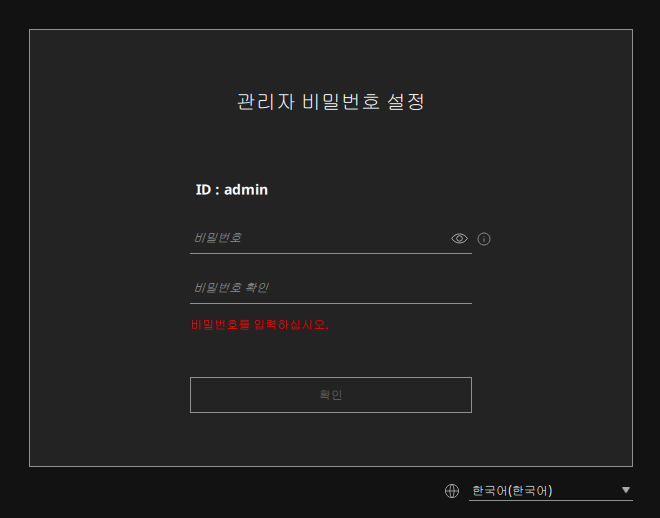 관리자 비밀번호 설정
ID : admin
비밀번호
비밀번호 확인
비밀번호를 입력하십시오.
확인
한국어(한국어)